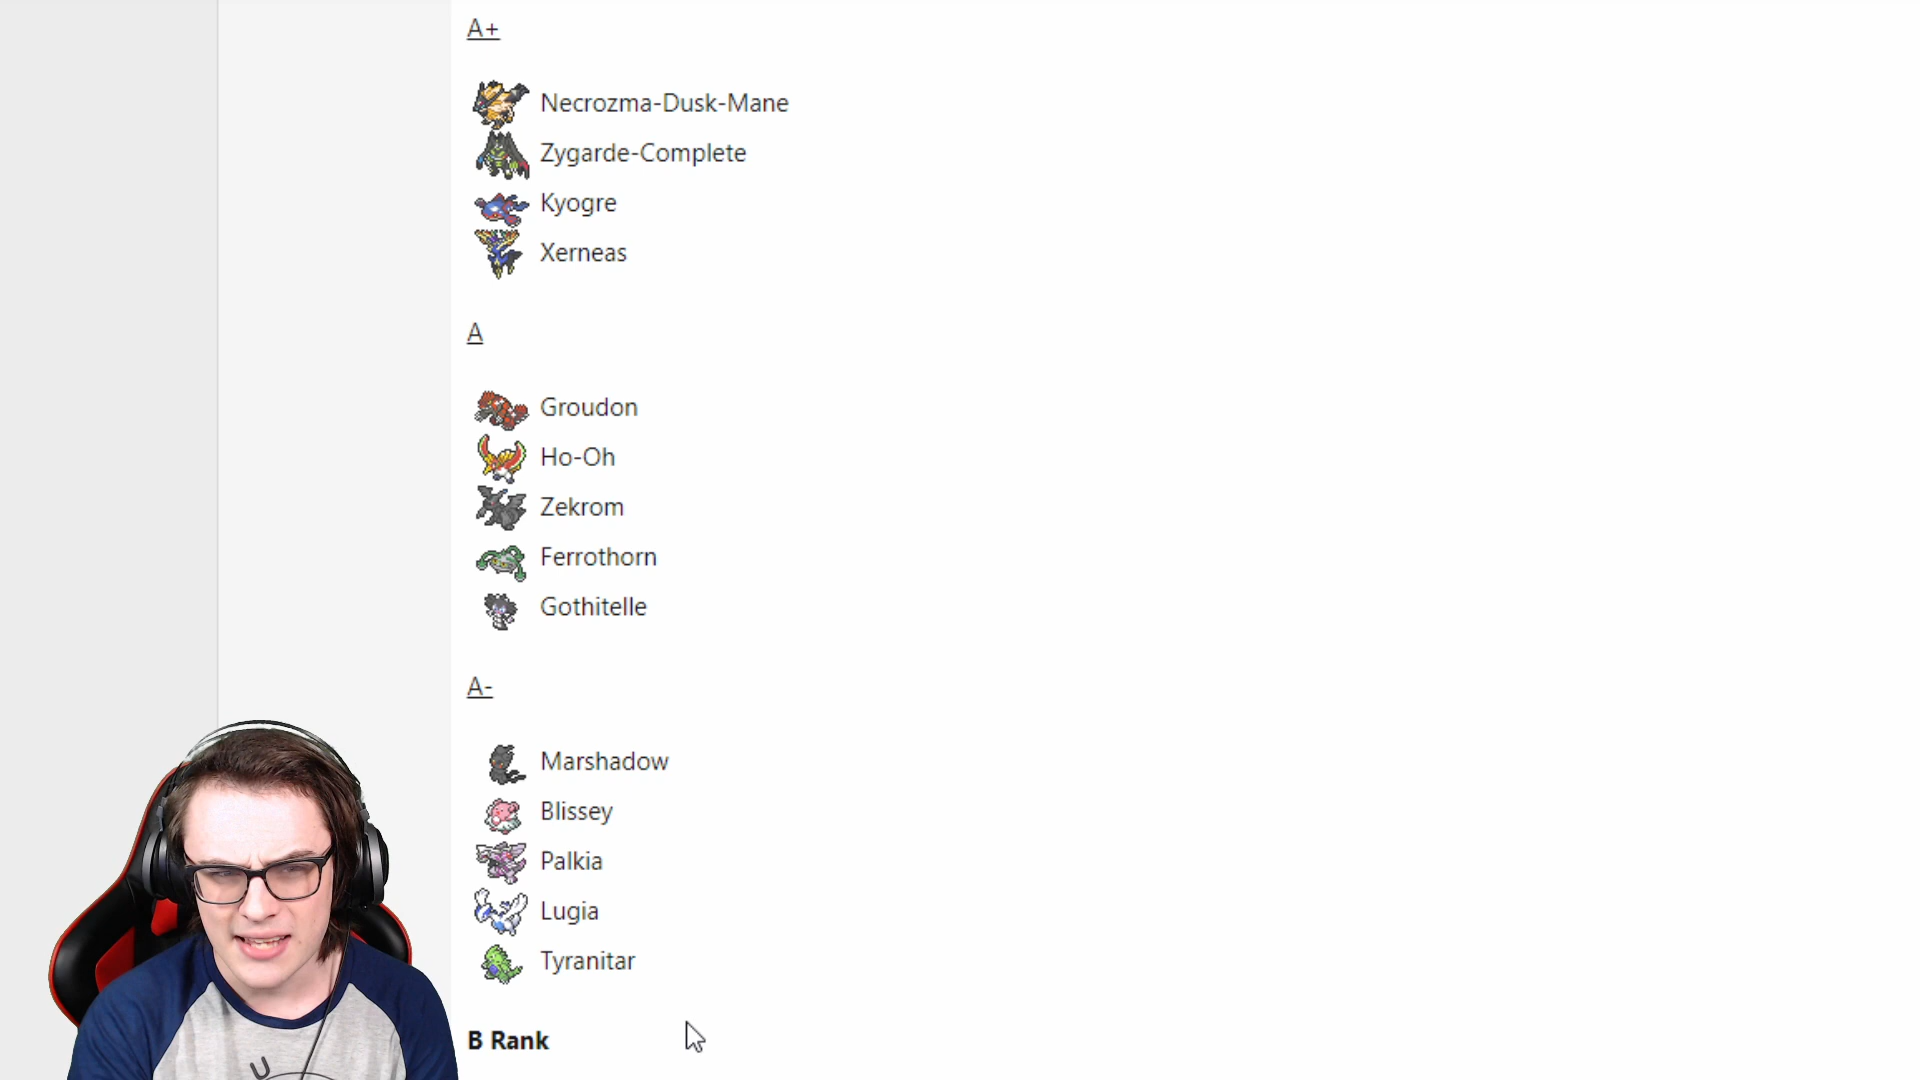 A+
Necrozma-Dusk-Mane
Zygarde-Complete
Kyogre
Xerneas
A
Groudon
Ho-Oh
Zekrom
Ferrothorn
Gothitelle
A-
Marshadow
Blissey
Palkia
Lugia
Tyranitar
B Rank
U